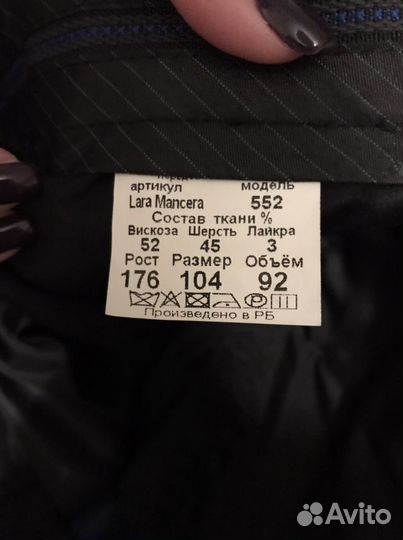 артикул модель
Lara Mancera 552
Состав ткани %
Вискоза Шерсть Лайкра
52 45 3
Рост Размер Объём
176 104 92
P
Произведено в РБ
Avito